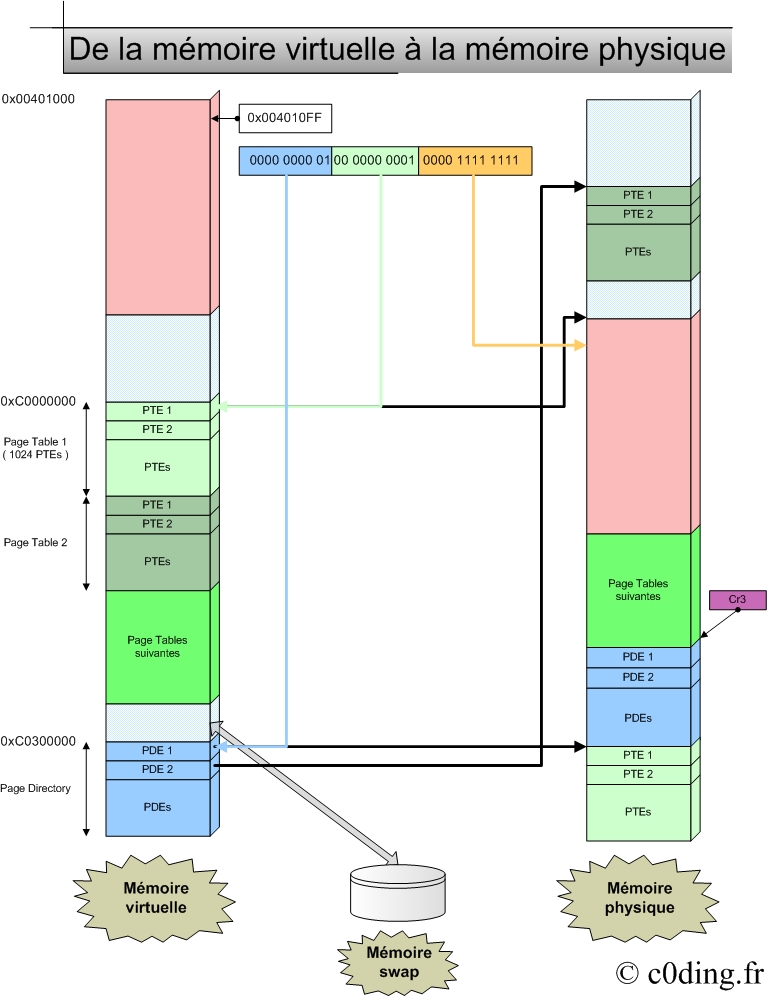 De la mémoire virtuelle à la mémoire physique
0x00401000
0x004010FF
0000 0000 0100 0000 0001 0000 1111 1111
PTE 1
PTE 2
PTEs
0xC0000000
PTE 1
Page Table 1
( 1024 PTEs )
PTE 2
PTEs
PTE 1
PTE 2
Page Table 2
PTEs
Page Tables
suivantes
Page Tables
suivantes
Cr3
PDE 1
PDE 2
PDEs
0xC0300000
PDE 1
PDE 2
Page Directory
PDEs
PTE 1
PTE 2
PTEs
Mémoire
virtuelle
Mémoire
physique
Mémoire
swap
© c0ding.fr